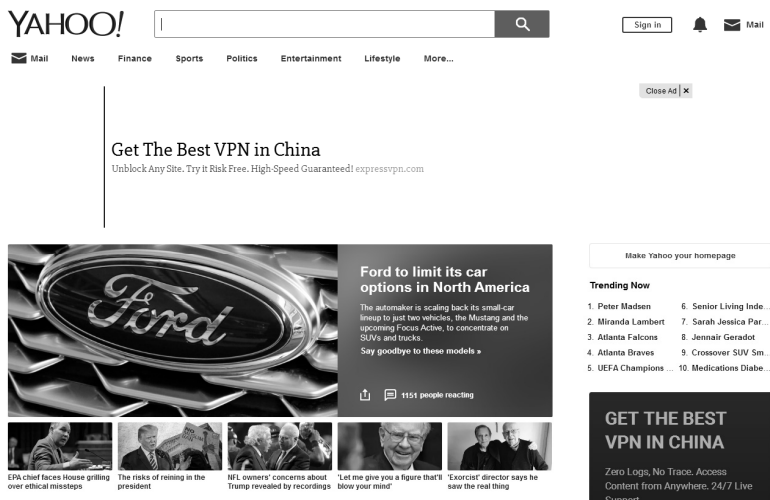 YAHOO!
Sign in
Mail
Mail News Finance Sports Politics Entertainment Lifestyle More...
Close Ad ×
Get The Best VPN in China
Unblock Any Site. Try it Risk Free. High-Speed Guaranteed! expressvpn.com
Ford
Ford to limit its car
options in North America
The automaker is scaling back its small-car
lineup to just two vehicles, the Mustang and the
upcoming Focus Active, to concentrate on
SUVs and trucks.
Say goodbye to these models »
1151 people reacting
EPA chief faces House grilling
over ethical missteps
The risks of reining in the
president
NFL owners' concerns about
Trump revealed by recordings
'Let me give you a figure that'll
blow your mind'
'Exorcist' director says he
saw the real thing
Make Yahoo your homepage
Trending Now
1. Peter Madsen
2. Miranda Lambert
3. Atlanta Falcons
4. Atlanta Braves
5. UEFA Champions ...
6. Senior Living Inde...
7. Sarah Jessica Par...
8. Jennair Geradot
9. Crossover SUV Sm...
10. Medications Diabe...
GET THE BEST
VPN IN CHINA
Zero Logs, No Trace. Access
Content from Anywhere. 24/7 Live
Support